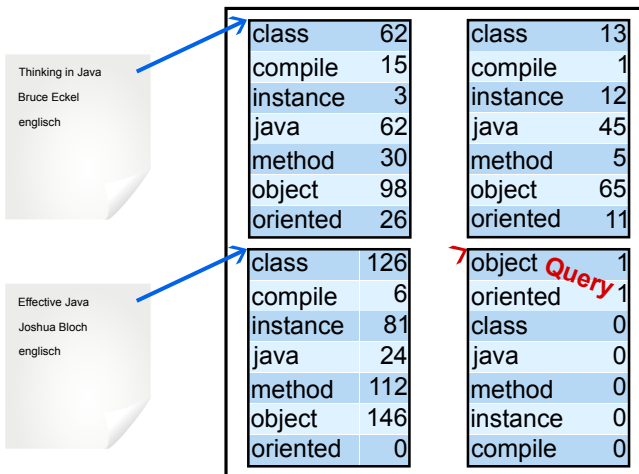 Thinking in Java
Bruce Eckel
englisch
class 62
compile 15
instance 3
java 62
method 30
object 98
oriented 26
class 13
compile 1
instance 12
java 45
method 5
object 65
oriented 11
Effective Java
Joshua Bloch
englisch
class 126
compile 6
instance 81
java 24
method 112
object 146
oriented 0
Query
object 1
oriented 1
class 0
java 0
method 0
instance 0
compile 0